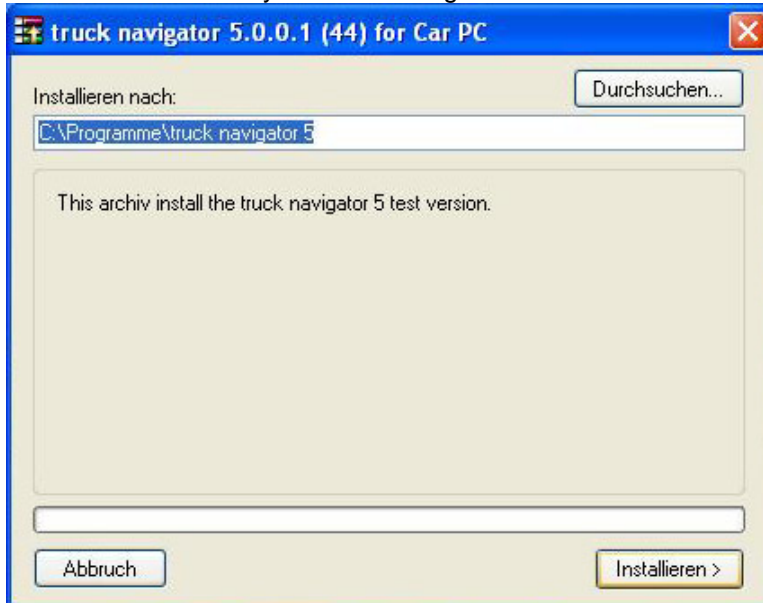 truck navigator 5.0.0.1 (44) for Car PC
Installieren nach:
Durchsuchen...
C:\Programme\truck navigator 5
This archiv install the truck navigator 5 test version.
Abbruch
Installieren >